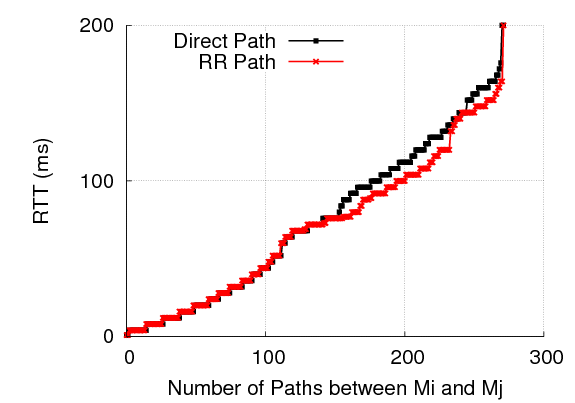 200
Direct Path
RR Path
100
RTT (ms)
0
0
100
200
300
Number of Paths between Mi and Mj